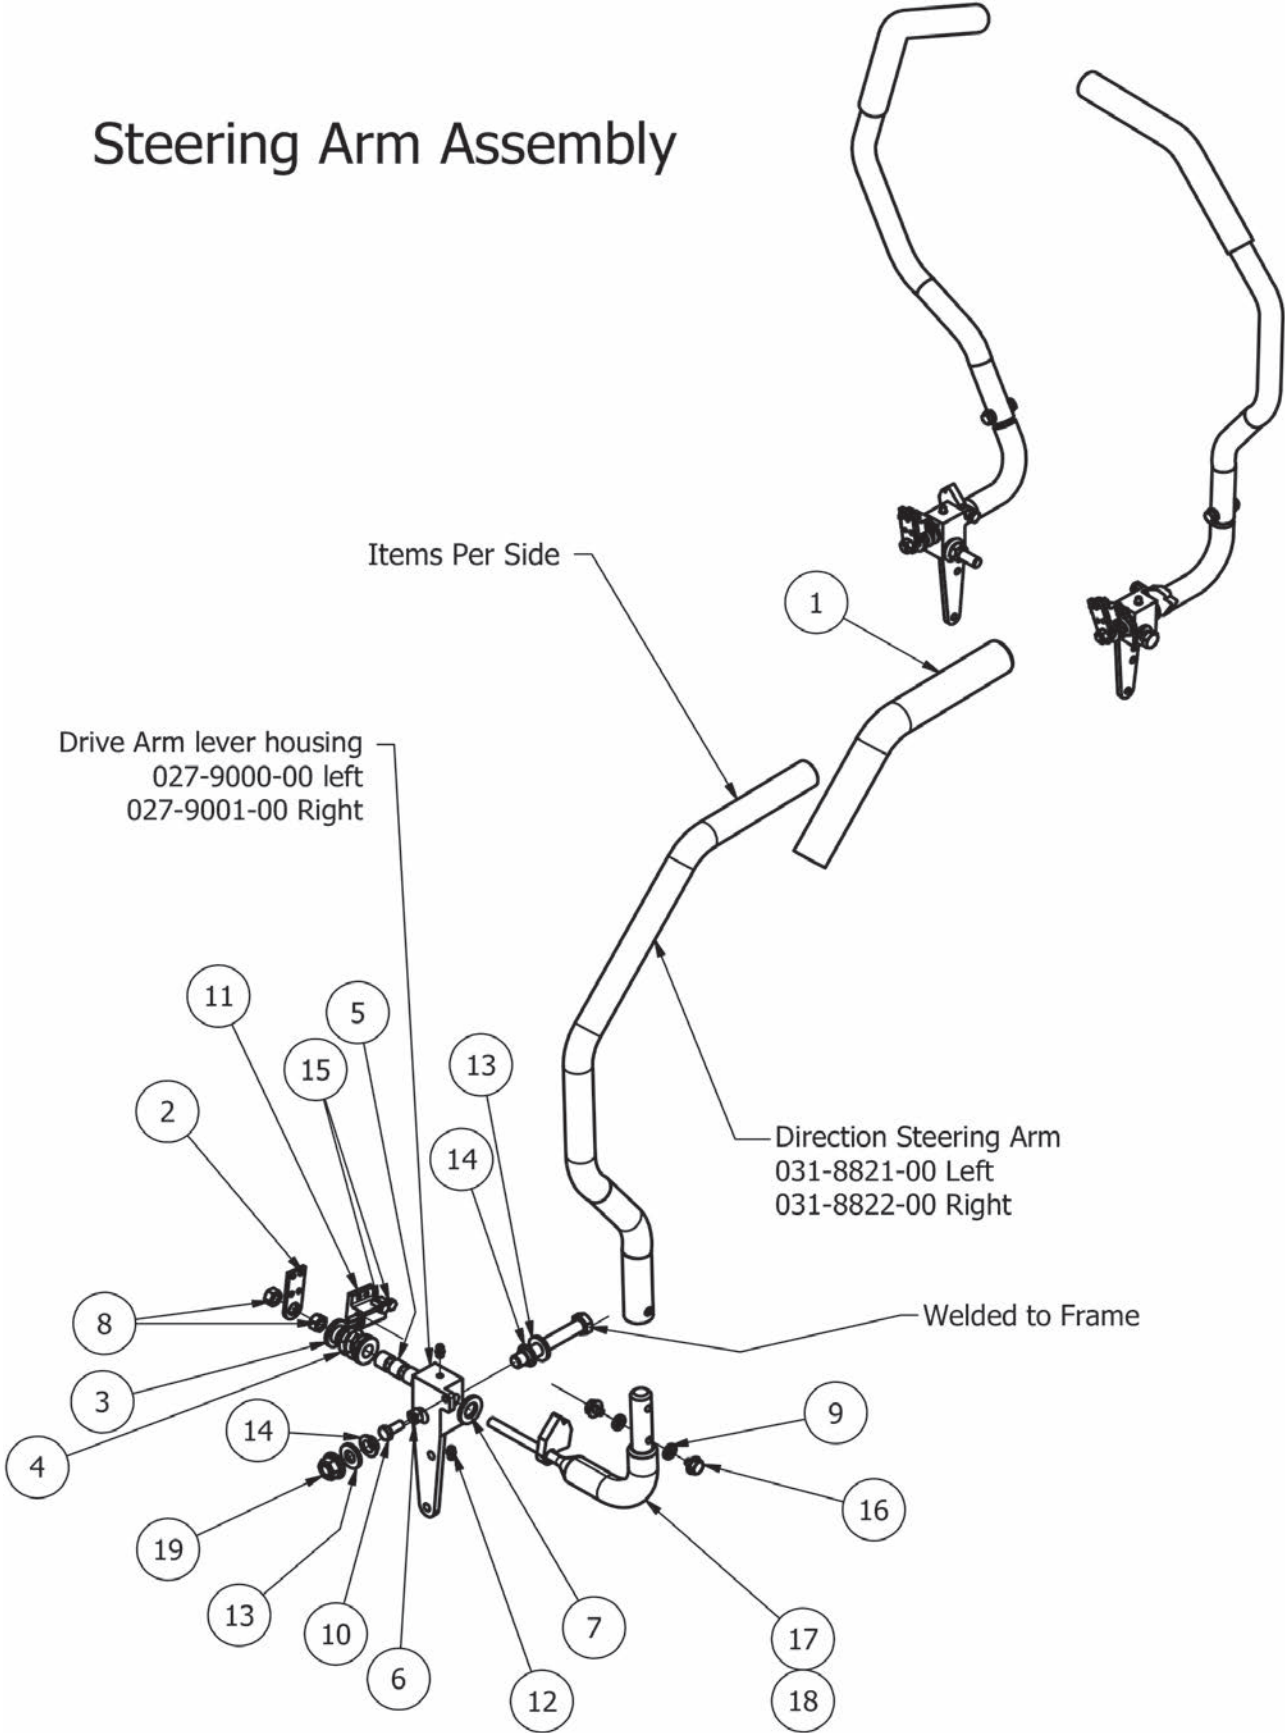 Steering Arm Assembly
Items Per Side
1
Drive Arm lever housing
027-9000-00 left
027-9001-00 Right
11
5
15
13
2
14
Direction Steering Arm
031-8821-00 Left
031-8822-00 Right
8
Welded to Frame
3
14
9
4
19
16
13
10
7
17
6
12
18